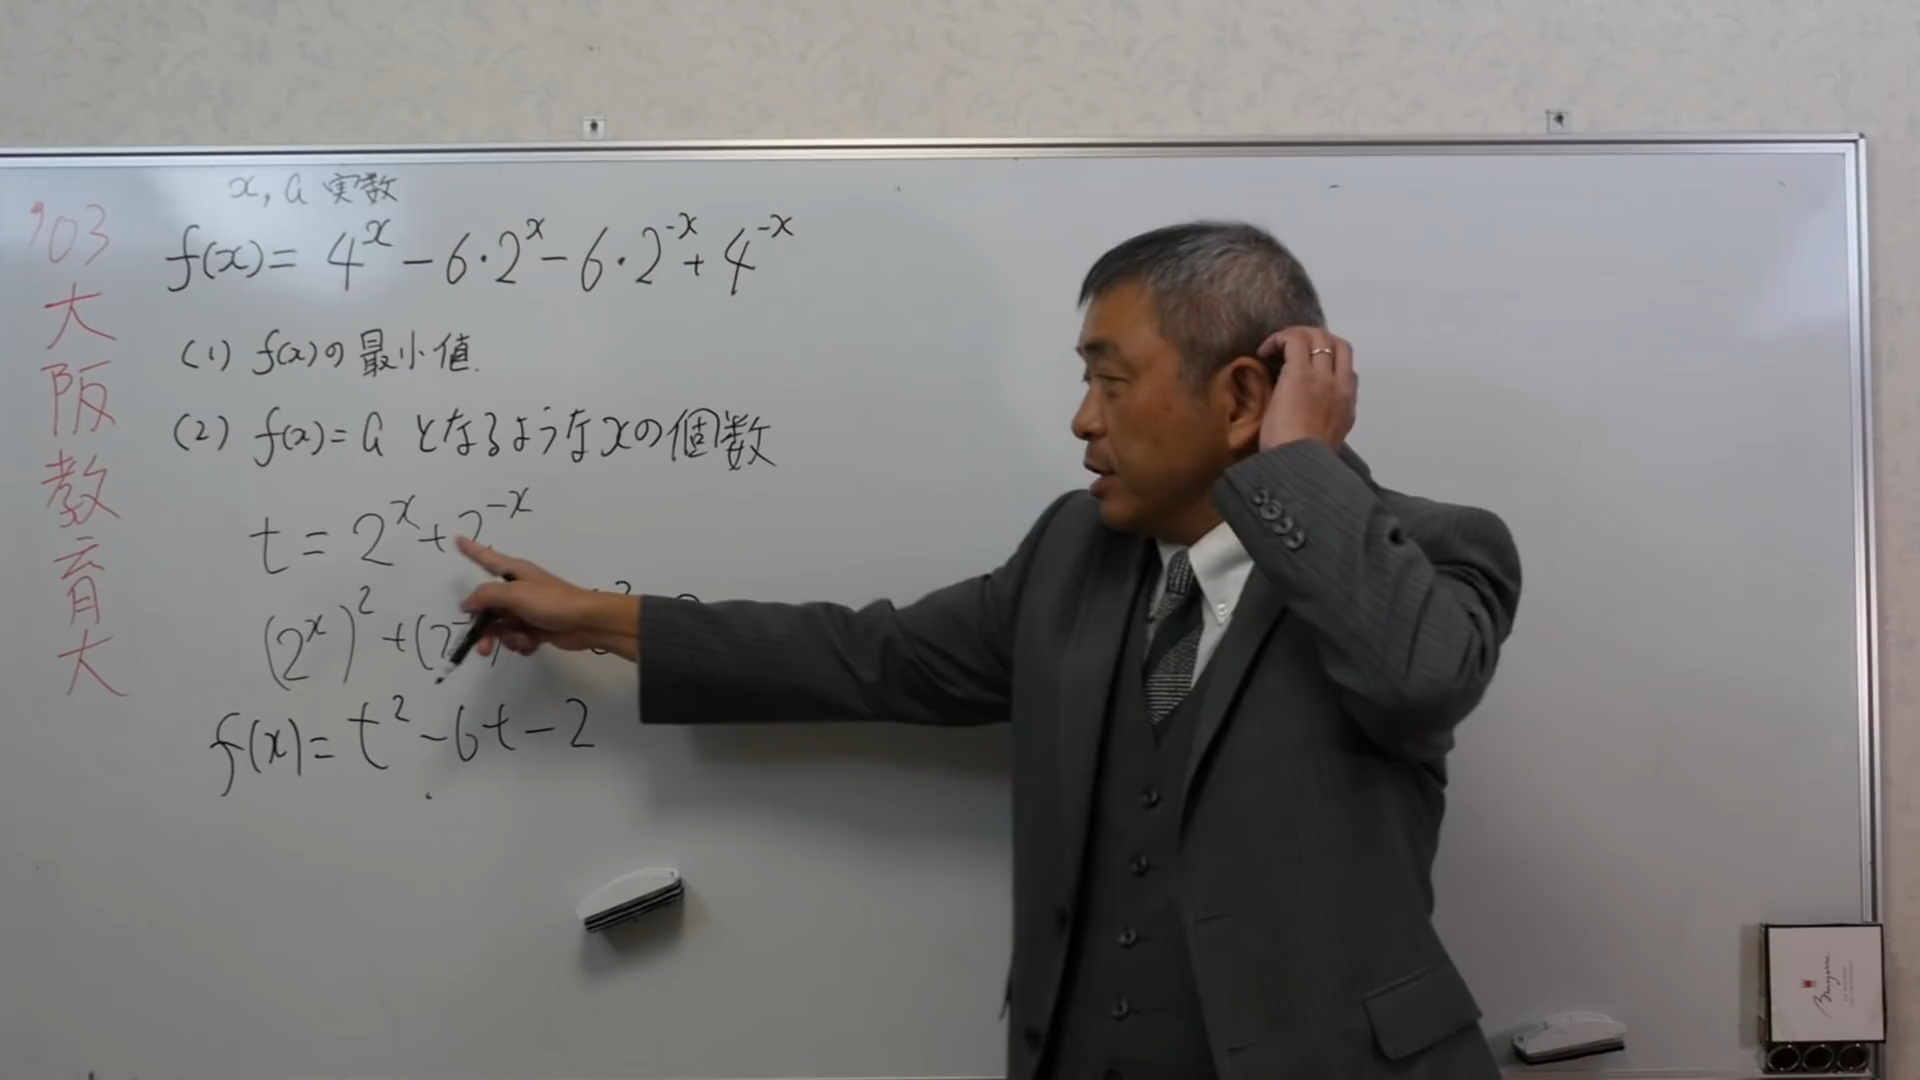 '03
大阪教育大
x, a 実数
f(x) = 4^x - 6・2^x - 6・2^-x + 4^-x
(1) f(x)の最小値.
(2) f(x) = a となるようなxの個数
t = 2^x + 2^-x
(2^x)^2 + (2
f(x) = t^2 - 6t - 2